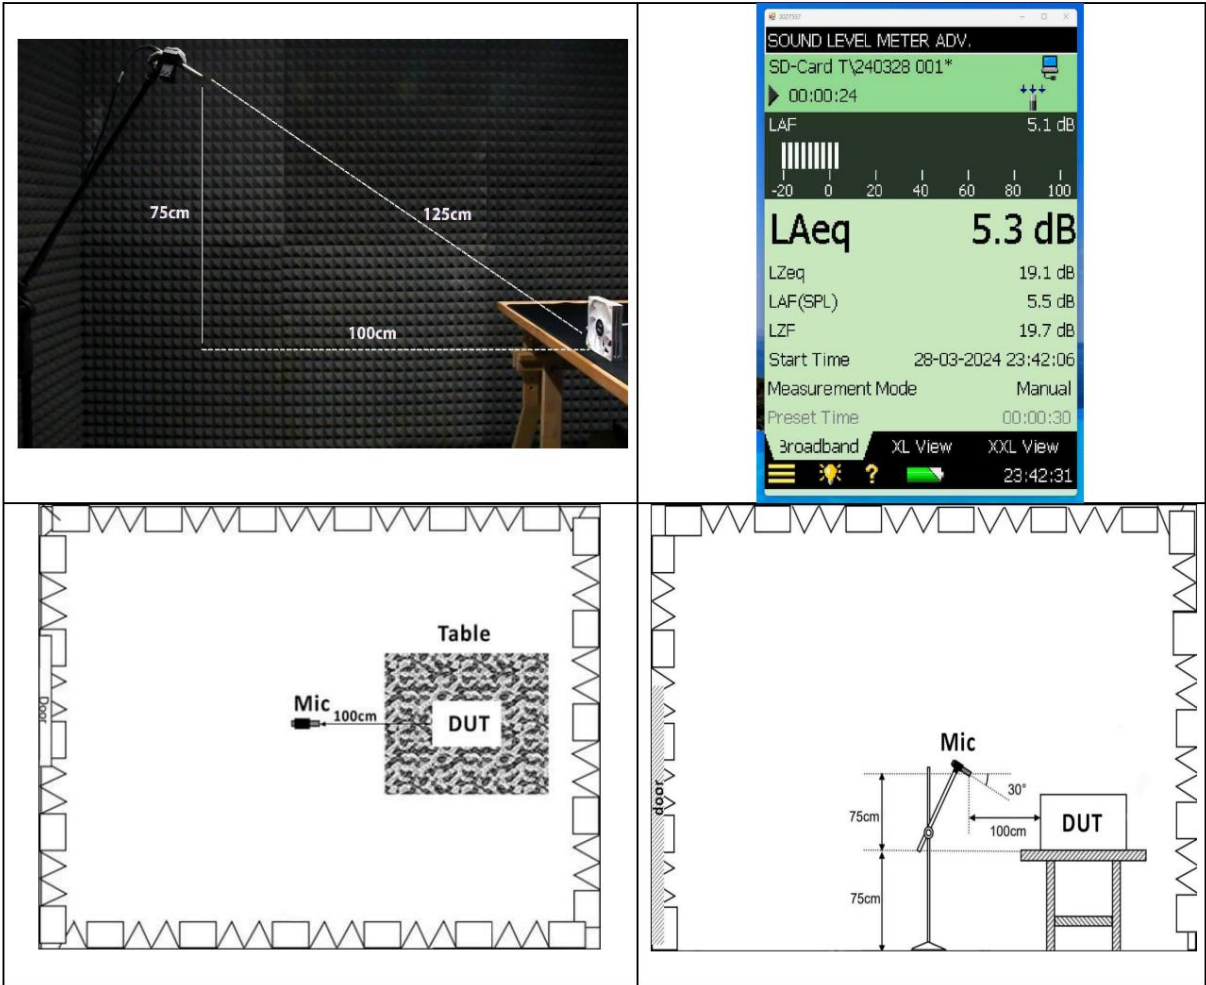 75cm
125cm
100cm
3027557
SOUND LEVEL METER ADV.
SD-Card T\240328 001*
00:00:24
LAF 5.1 dB
-20 0 20 40 60 80 100
LAeq 5.3 dB
LZeq 19.1 dB
LAF(SPL) 5.5 dB
LZF 19.7 dB
Start Time 28-03-2024 23:42:06
Measurement Mode Manual
Preset Time 00:00:30
Broadband XL View XXL View
? 23:42:31
Table
Door
Mic
100cm
DUT
Mic
door
30°
75cm
100cm
DUT
75cm